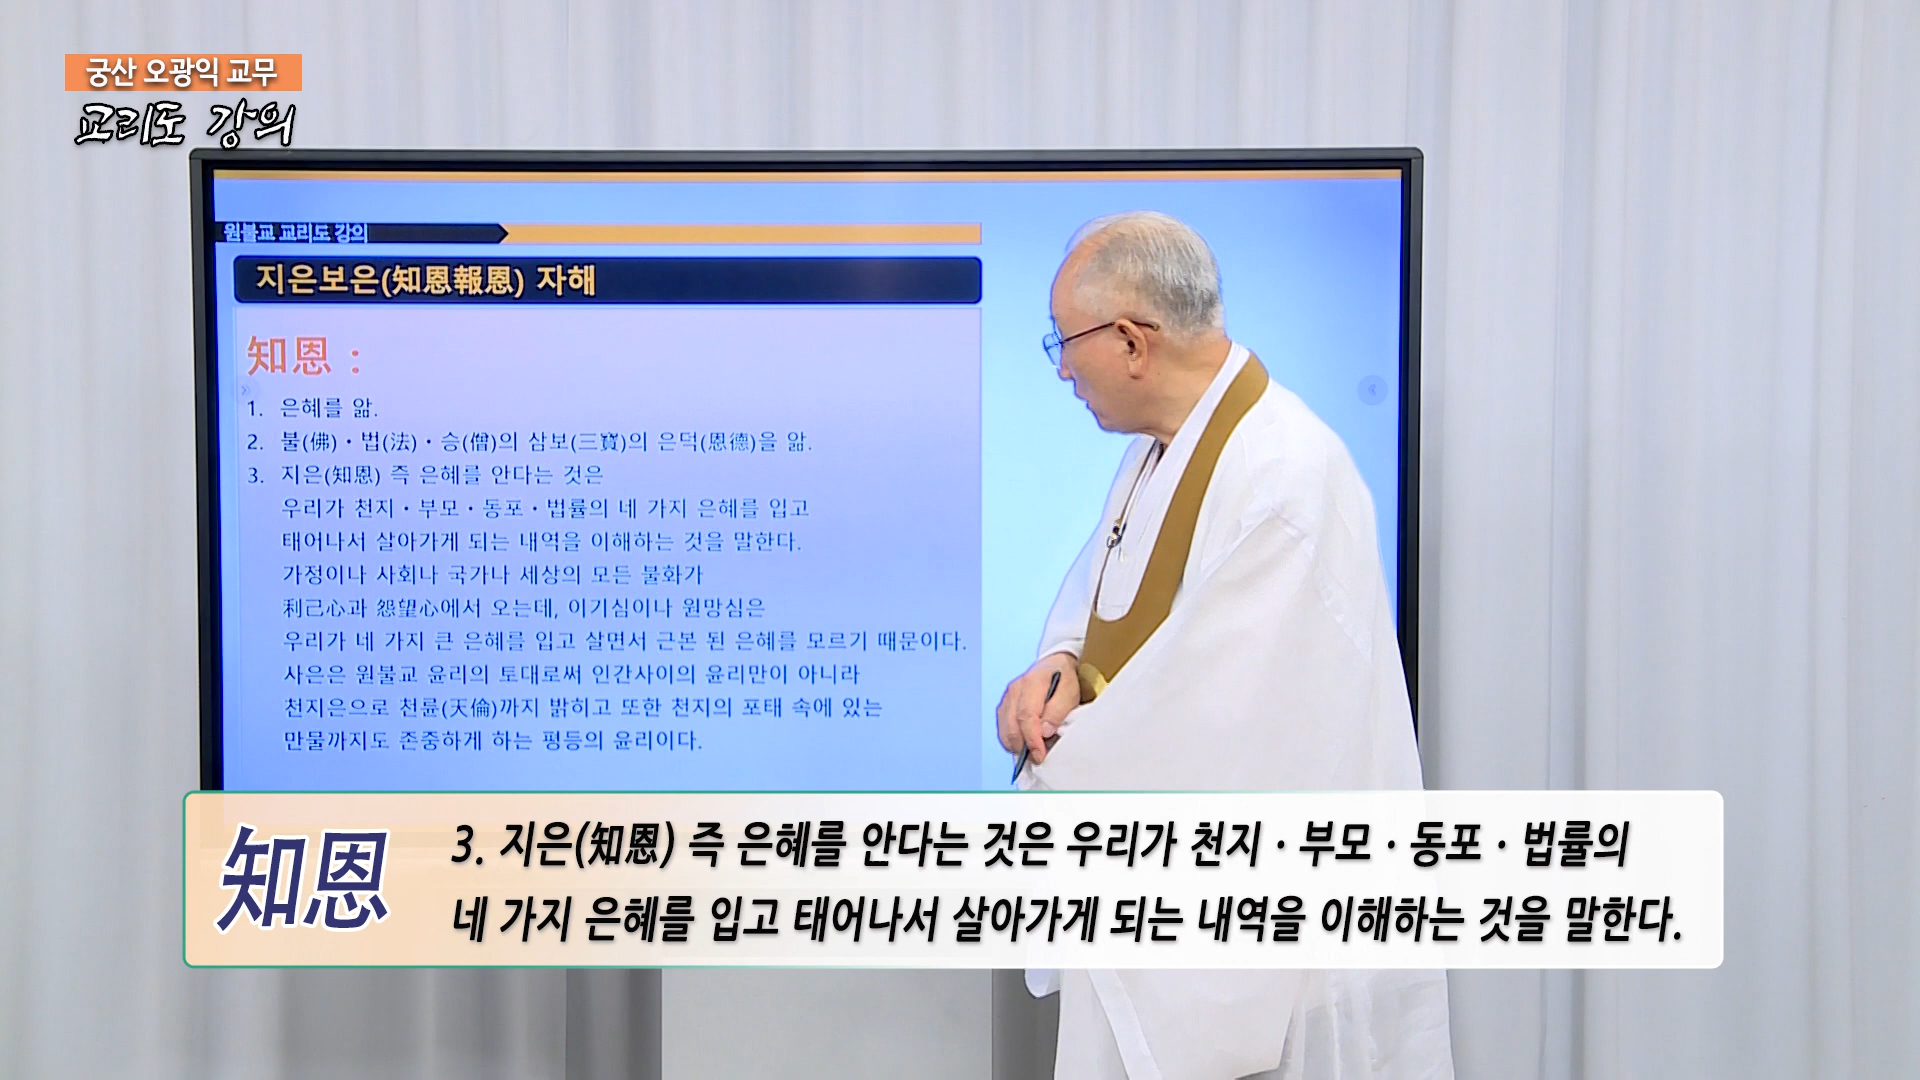 궁산 오광익 교무
교리도 강의
원불교 교리도 강의
지은보은(知恩報恩) 자해
知恩 :
1. 은혜를 앎.
2. 불(佛)・법(法)・승(僧)의 삼보(三寶)의 은덕(恩德)을 앎.
3. 지은(知恩) 즉 은혜를 안다는 것은
우리가 천지・부모・동포・법률의 네 가지 은혜를 입고
태어나서 살아가게 되는 내역을 이해하는 것을 말한다.
가정이나 사회나 국가나 세상의 모든 불화가
利己心과 怨望心에서 오는데, 이기심이나 원망심은
우리가 네 가지 큰 은혜를 입고 살면서 근본 된 은혜를 모르기 때문이다.
사은은 원불교 윤리의 토대로써 인간사이의 윤리만이 아니라
천지은으로 천륜(天倫)까지 밝히고 또한 천지의 포태 속에 있는
만물까지도 존중하게 하는 평등의 윤리이다.
知恩
3. 지은(知恩) 즉 은혜를 안다는 것은 우리가 천지 · 부모 · 동포 · 법률의
네 가지 은혜를 입고 태어나서 살아가게 되는 내역을 이해하는 것을 말한다.